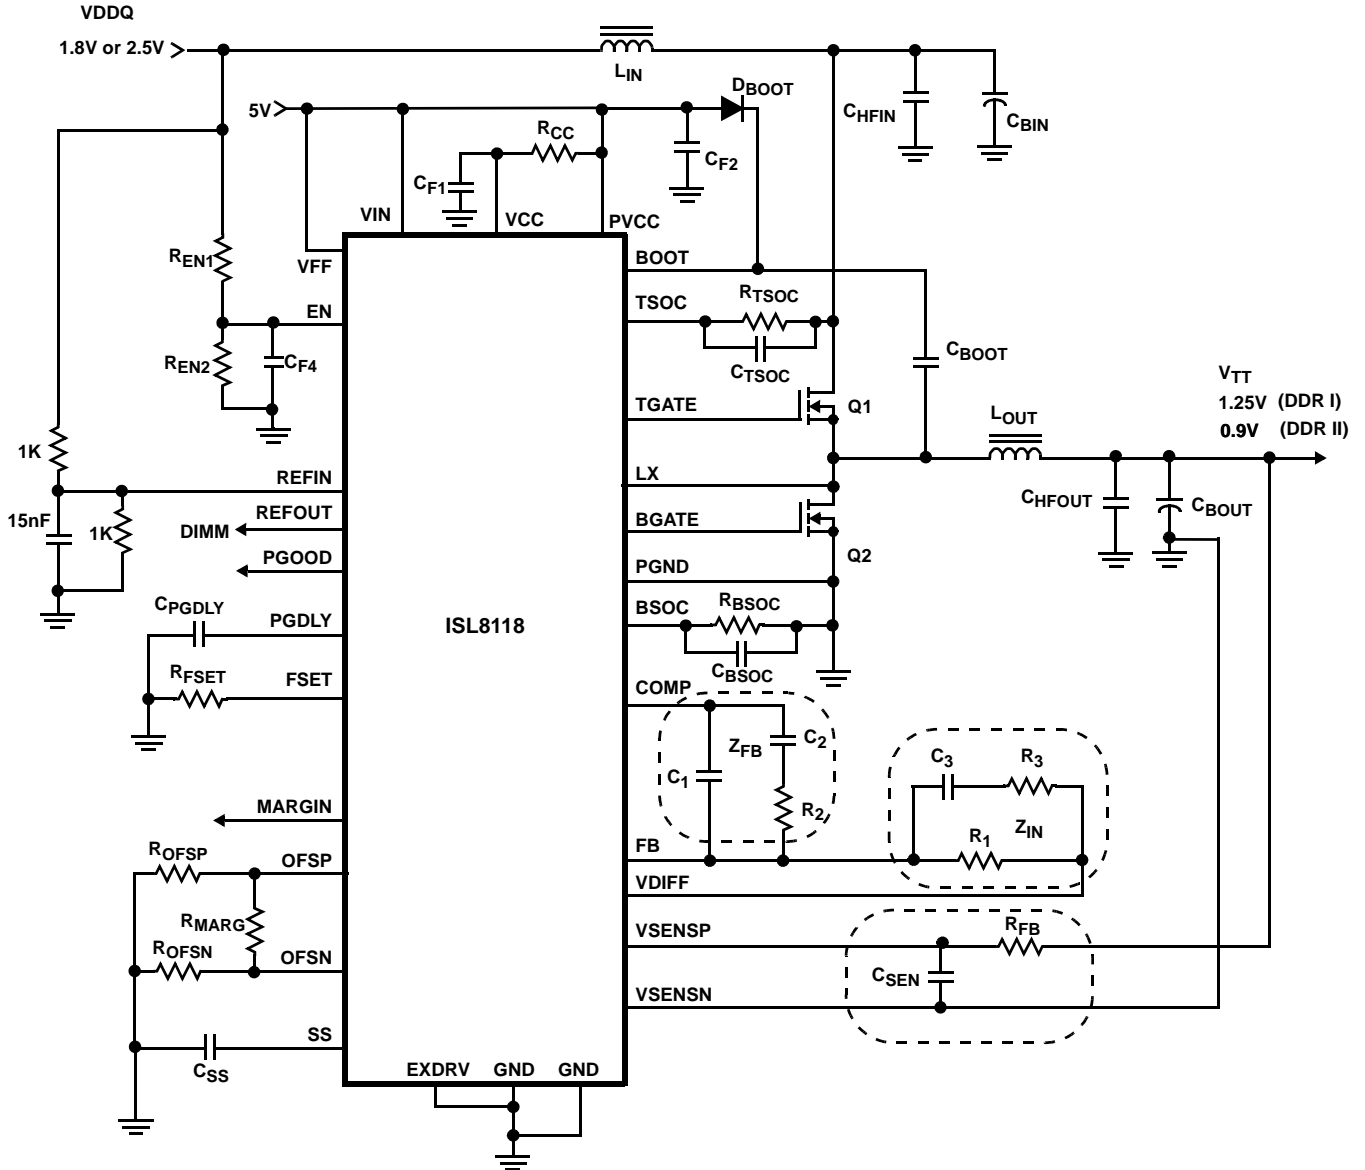 VDDQ
1.8V or 2.5V
LIN
DBOOT
5V
CHFIN
CBIN
RCC
CF2
CF1
VIN
VCC
PVCC
VFF
REN1
BOOT
TSOC
RTSOC
EN
REN2
CF4
CTSOC
CBOOT
VTT
1.25V (DDR I)
0.9V (DDR II)
TGATE
Q1
LOUT
1K
REFIN
LX
CHFOUT
CBOUT
15nF
1K
REFOUT
DIMM
BGATE
PGOOD
Q2
PGND
CPGDLY
PGDLY
ISL8118
BSOC
RBSOC
CBSOC
RFSET
FSET
COMP
ZFB
C2
C1
R2
C3
R3
ZIN
R1
MARGIN
FB
VDIFF
ROFSP
OFSP
RMARG
ROFSN
OFSN
VSENSP
RFB
CSEN
VSENSN
SS
CSS
EXDRV
GND
GND